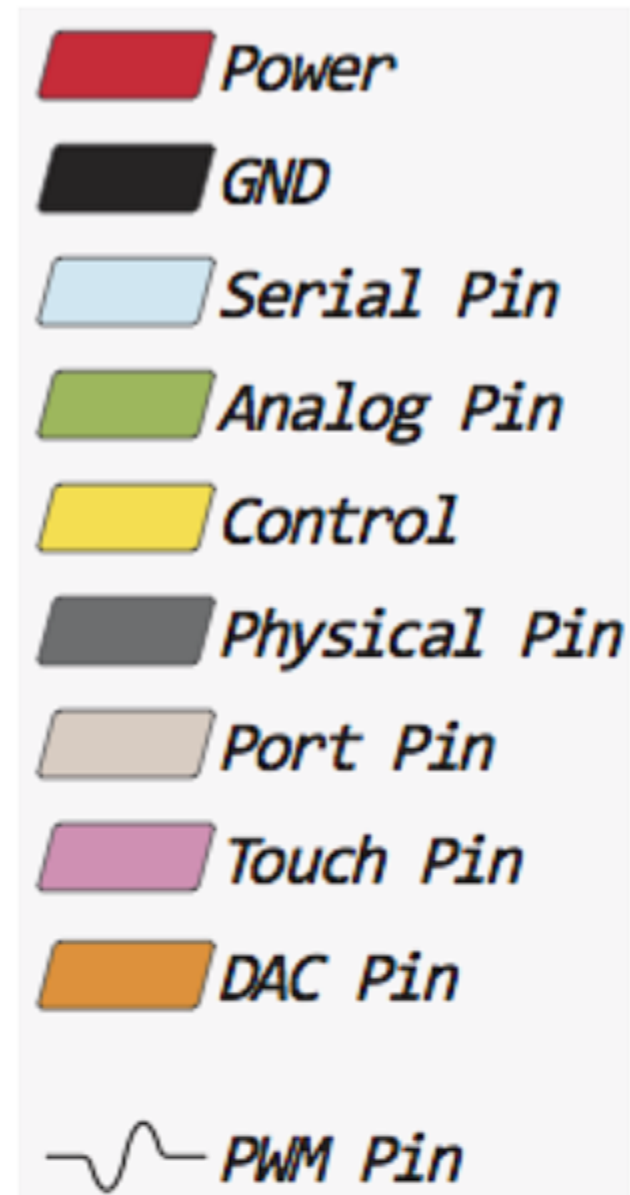 Power
GND
Serial Pin
Analog Pin
Control
Physical Pin
Port Pin
Touch Pin
DAC Pin
PWM Pin